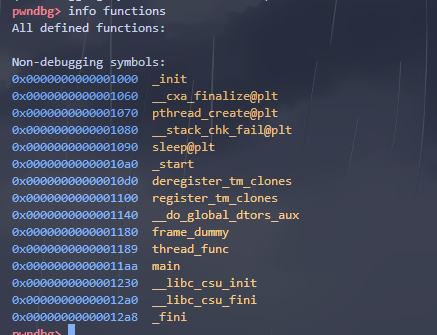 pwndbg> info functions
All defined functions:

Non-debugging symbols:
0x0000000000001000  _init
0x0000000000001060  __cxa_finalize@plt
0x0000000000001070  pthread_create@plt
0x0000000000001080  __stack_chk_fail@plt
0x0000000000001090  sleep@plt
0x00000000000010a0  _start
0x00000000000010d0  deregister_tm_clones
0x0000000000001100  register_tm_clones
0x0000000000001140  __do_global_dtors_aux
0x0000000000001180  frame_dummy
0x0000000000001189  thread_func
0x00000000000011aa  main
0x0000000000001230  __libc_csu_init
0x00000000000012a0  __libc_csu_fini
0x00000000000012a8  _fini
pwndbg>